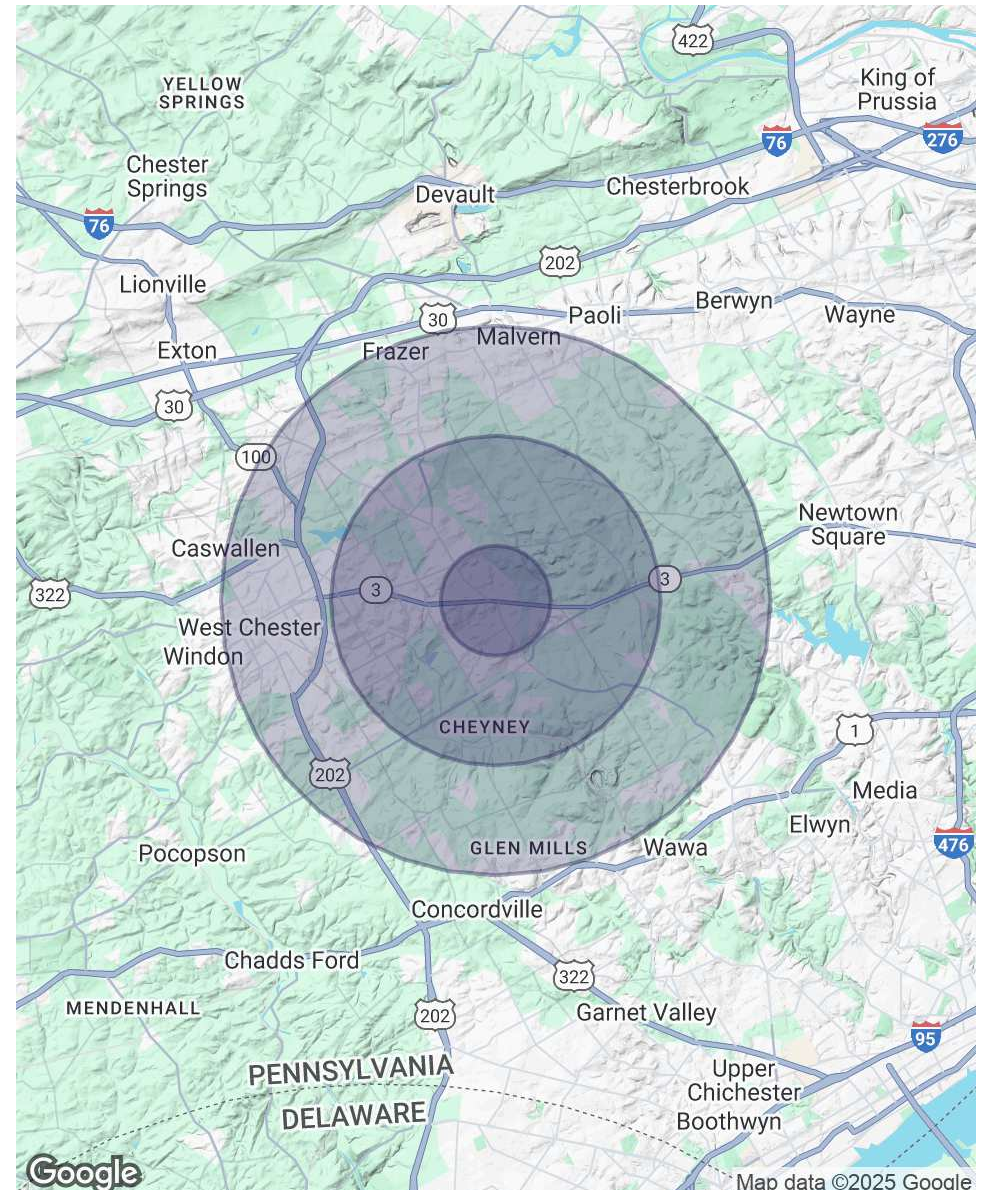 422
King of
Prussia
YELLOW
SPRINGS
76
276
Chester
Springs
Devault
Chesterbrook
76
202
Lionville
30
Paoli
Berwyn
Wayne
Malvern
Exton
Frazer
30
100
Newtown
Square
Caswallen
3
3
322
West Chester
Windon
CHEYNEY
1
202
Media
Elwyn
GLEN MILLS
Wawa
476
Pocopson
Concordville
Chadds Ford
322
MENDENHALL
202
Garnet Valley
95
PENNSYLVANIA
Upper
Chichester
DELAWARE
Boothwyn
Google
Map data ©2025 Google